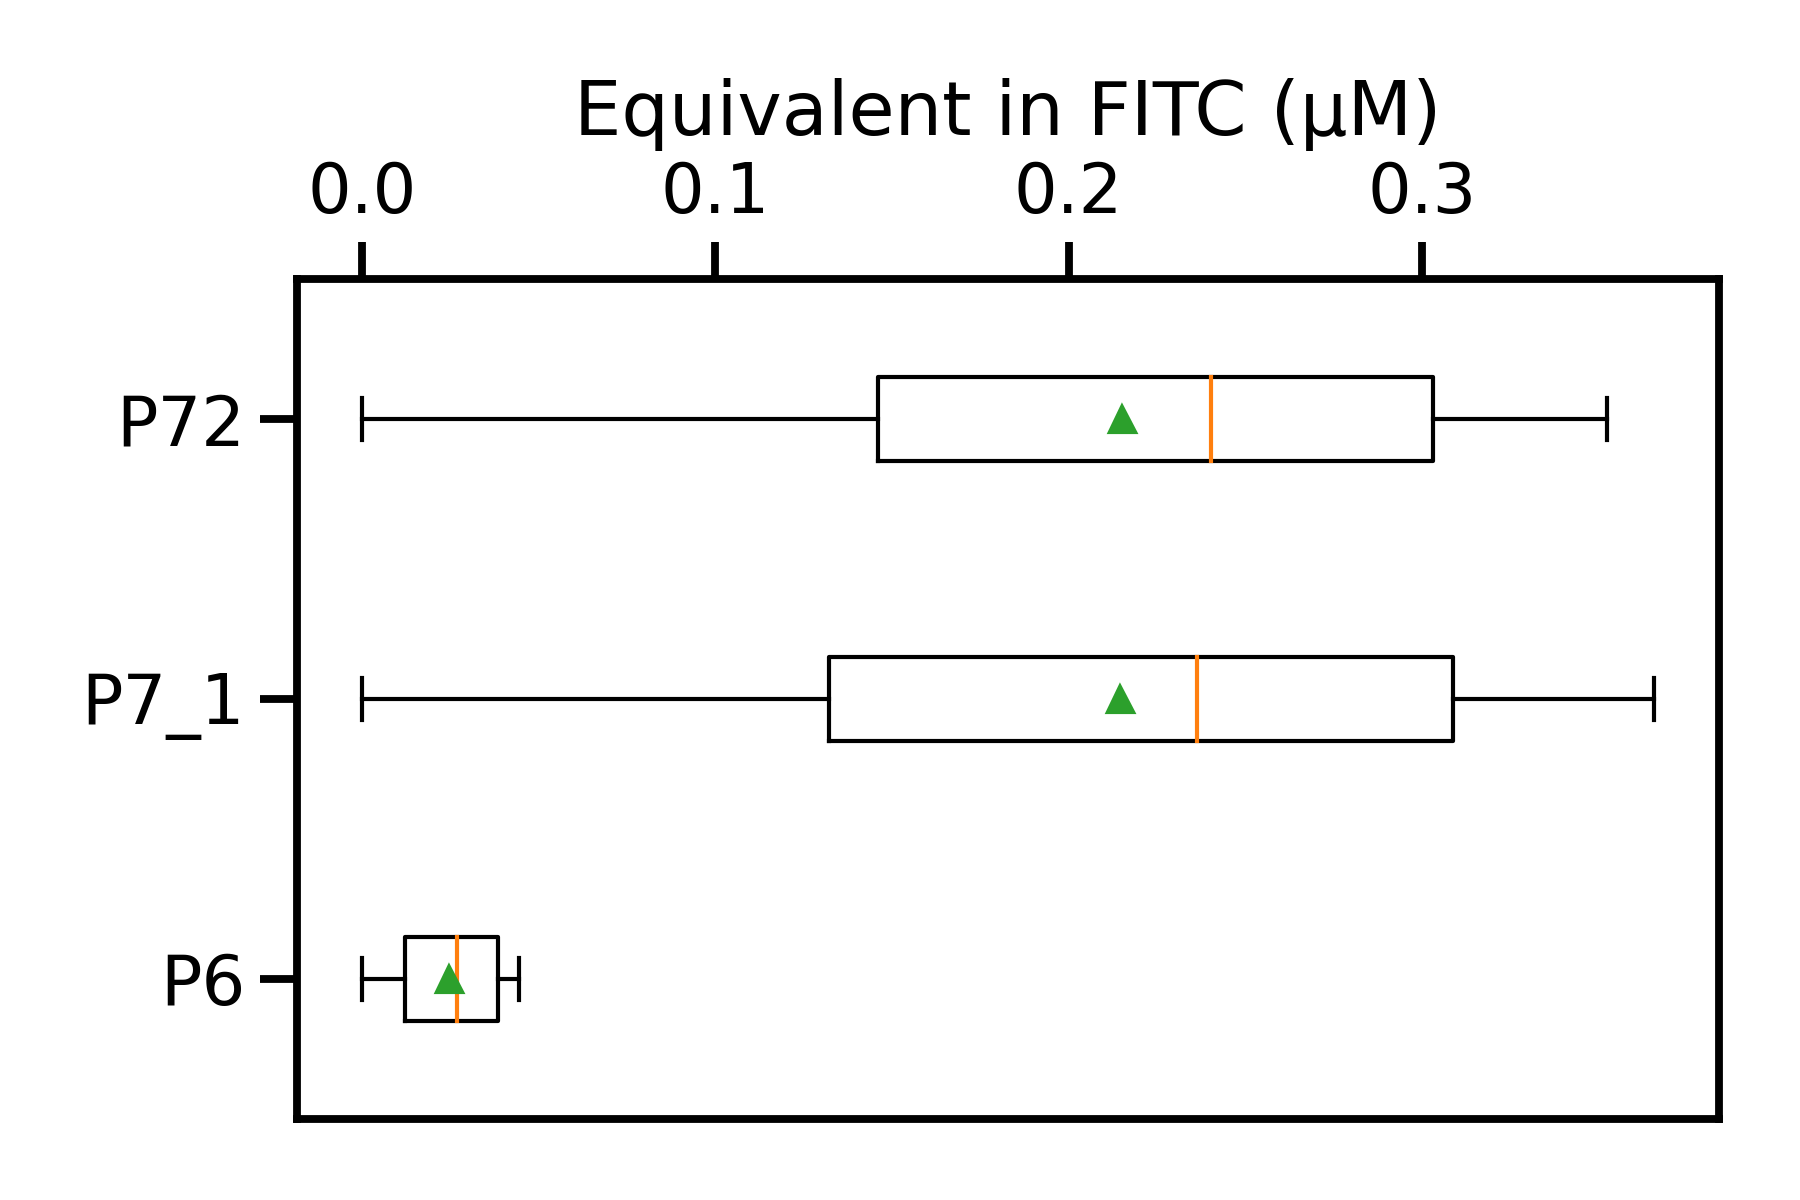 Equivalent in FITC (µM)
0.0 0.1 0.2 0.3
P72
P7_1
P6